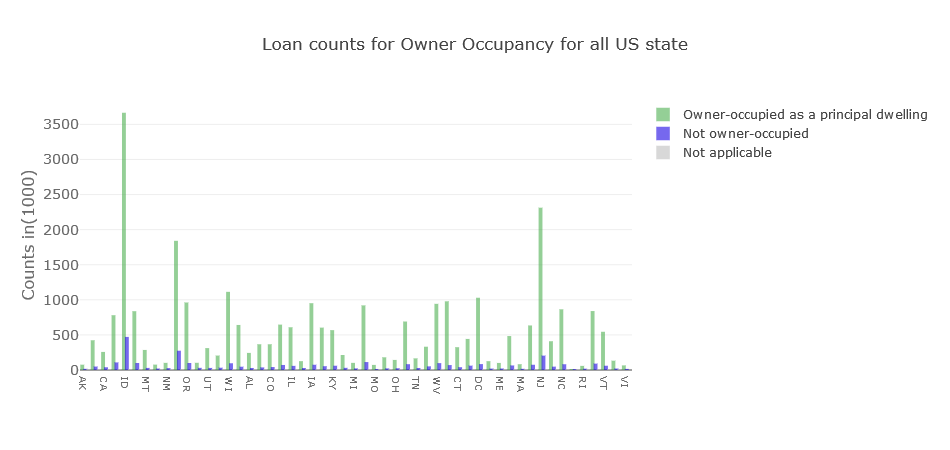 Loan counts for Owner Occupancy for all US state
Owner-occupied as a principal dwelling
Not owner-occupied
Not applicable
Counts in(1000)
3500
3000
2500
2000
1500
1000
500
0
AK CA ID MT NM OR UT WI AL CO IL IA KY MI MO OH TN WV CT DC ME MA NJ NC RI VT VI